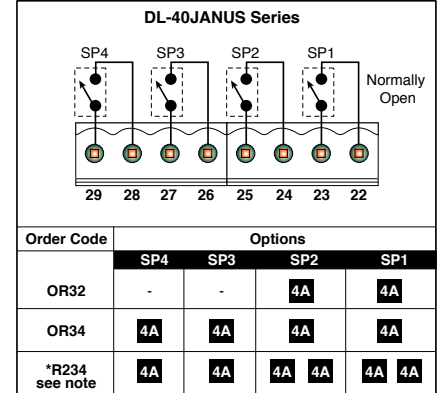 DL-40JANUS Series
SP4 SP3 SP2 SP1
Normally
Open
29 28 27 26 25 24 23 22
Order Code Options
SP4 SP3 SP2 SP1
OR32 - - 4A 4A
OR34 4A 4A 4A 4A
*R234
see note 4A 4A 4A 4A 4A 4A